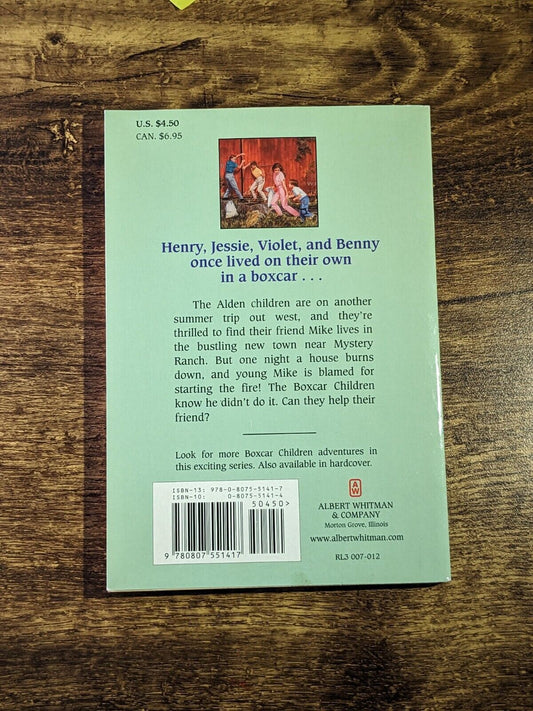 U.S. $4.50
CAN. $6.95
Henry, Jessie, Violet, and Benny
once lived on their own
in a boxcar . . .
The Alden children are on another
summer trip out west, and they're
thrilled to find their friend Mike lives in
the bustling new town near Mystery
Ranch. But one night a house burns
down, and young Mike is blamed for
starting the fire! The Boxcar Children
know he didn't do it. Can they help their
friend?
Look for more Boxcar Children adventures in
this exciting series. Also available in hardcover.
ISBN-13: 978-0-8075-5141-7
ISBN-10: 0-8075-5141-4
50450>
9 780807 551417
AW
ALBERT WHITMAN
& COMPANY
Morton Grove, Illinois
www.albertwhitman.com
RL3 007-012